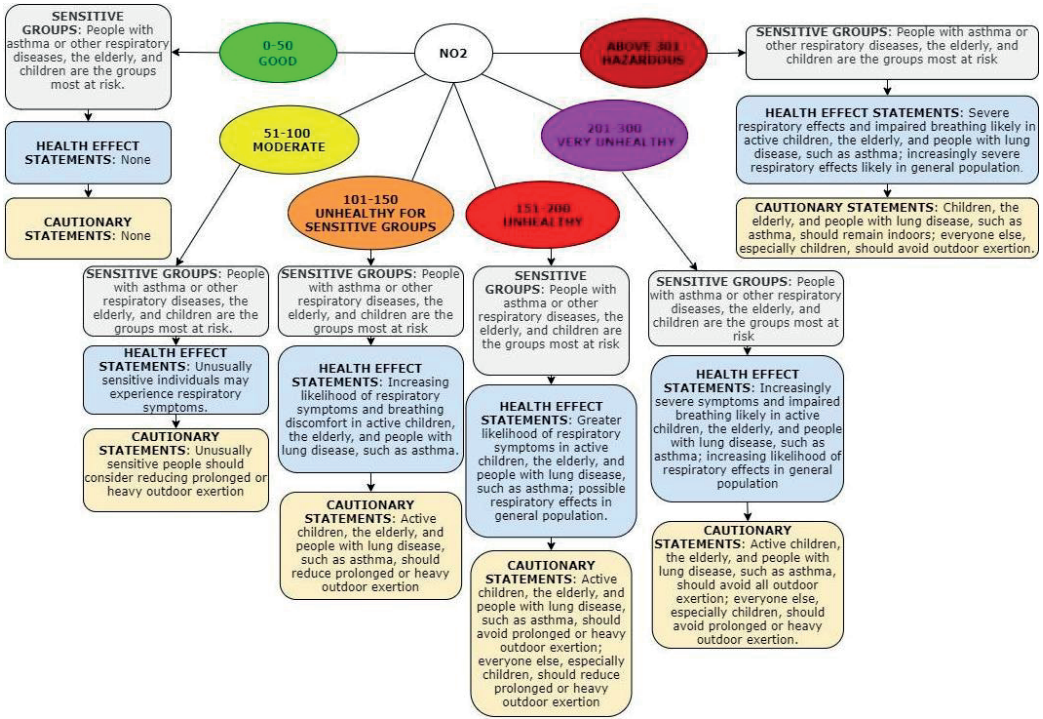 NO2
0-50
GOOD
SENSITIVE
GROUPS: People with
asthma or other respiratory
diseases, the elderly, and
children are the groups
most at risk.
HEALTH EFFECT
STATEMENTS: None
CAUTIONARY
STATEMENTS: None
51-100
MODERATE
SENSITIVE GROUPS: People
with asthma or other
respiratory diseases, the
elderly, and children are the
groups most at risk.
HEALTH EFFECT
STATEMENTS: Unusually
sensitive individuals may
experience respiratory
symptoms.
CAUTIONARY
STATEMENTS: Unusually
sensitive people should
consider reducing prolonged or
heavy outdoor exertion
101-150
UNHEALTHY FOR
SENSITIVE GROUPS
SENSITIVE GROUPS: People
with asthma or other
respiratory diseases, the
elderly, and children are the
groups most at risk
HEALTH EFFECT
STATEMENTS: Increasing
likelihood of respiratory
symptoms and breathing
discomfort in active children,
the elderly, and people with
lung disease, such as asthma.
CAUTIONARY
STATEMENTS: Active
children, the elderly, and
people with lung disease,
such as asthma, should
reduce prolonged or heavy
outdoor exertion
151-200
UNHEALTHY
SENSITIVE
GROUPS: People with
asthma or other
respiratory diseases, the
elderly, and children are
the groups most at risk
HEALTH EFFECT
STATEMENTS: Greater
likelihood of respiratory
symptoms in active
children, the elderly, and
people with lung disease,
such as asthma; possible
respiratory effects in
general population.
CAUTIONARY
STATEMENTS: Active
children, the elderly, and
people with lung disease,
such as asthma, should
avoid prolonged or heavy
outdoor exertion;
everyone else, especially
children, should reduce
prolonged or heavy
outdoor exertion
201-300
VERY UNHEALTHY
SENSITIVE GROUPS: People
with asthma or other respiratory
diseases, the elderly, and
children are the groups most at
risk
HEALTH EFFECT
STATEMENTS: Increasingly
severe symptoms and impaired
breathing likely in active
children, the elderly, and people
with lung disease, such as
asthma; increasing likelihood of
respiratory effects in general
population
CAUTIONARY
STATEMENTS: Active children,
the elderly, and people with
lung disease, such as asthma,
should avoid all outdoor
exertion; everyone else,
especially children, should
avoid prolonged or heavy
outdoor exertion.
ABOVE 301
HAZARDOUS
SENSITIVE GROUPS: People with asthma
or other respiratory diseases, the elderly, and
children are the groups most at risk
HEALTH EFFECT STATEMENTS: Severe
respiratory effects and impaired breathing likely in
active children, the elderly, and people with lung
disease, such as asthma; increasingly severe
respiratory effects likely in general population.
CAUTIONARY STATEMENTS: Children, the
elderly, and people with lung disease, such as
asthma, should remain indoors; everyone else,
especially children, should avoid outdoor exertion.